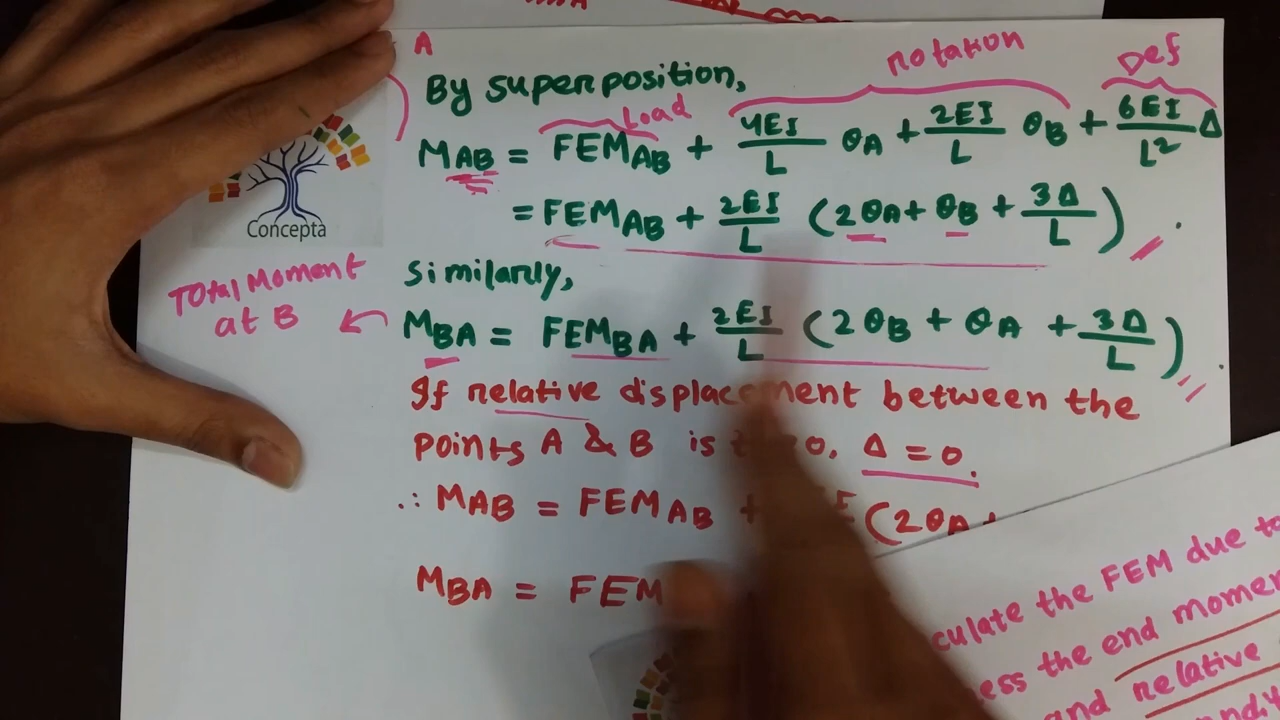 A
rotation
Def
By superposition,
Load
MAB = FEMAB + 4EI/L θA + 2EI/L θB + 6EI/L² Δ
= FEMAB + 2EI/L (2θA + θB + 3Δ/L)
Similarly,
Concepta
Total Moment
at B
MBA = FEMBA + 2EI/L (2θB + θA + 3Δ/L)
If relative displacement between the
points A & B is zero, Δ = 0.
∴ MAB = FEMAB + (2θA +
MBA = FEM
culate the FEM due to
ess the end momen
and relative